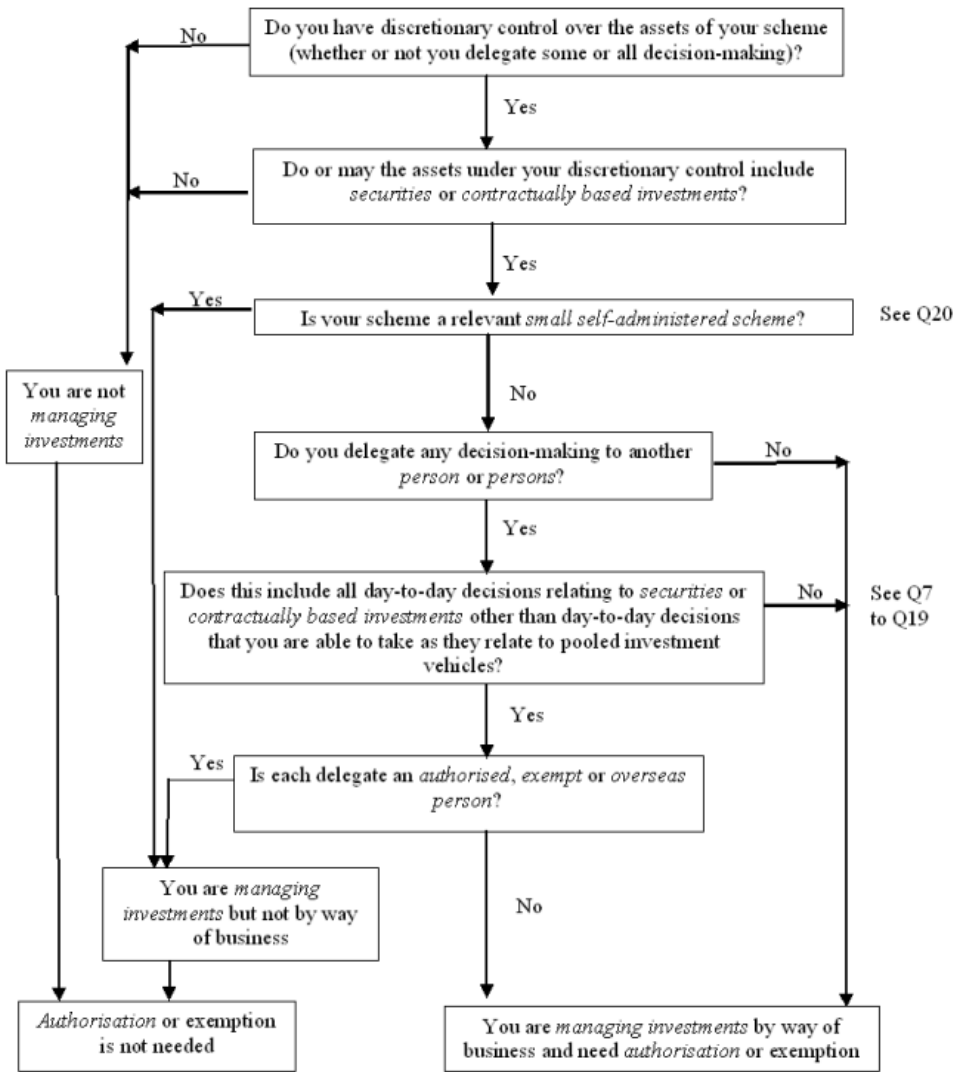 Do you have discretionary control over the assets of your scheme
(whether or not you delegate some or all decision-making)?
No
Yes
Do or may the assets under your discretionary control include
securities or contractually based investments?
No
Yes
Yes
Is your scheme a relevant small self-administered scheme?
See Q20
You are not
managing
investments
No
Do you delegate any decision-making to another
person or persons?
No
Yes
Does this include all day-to-day decisions relating to securities or
contractually based investments other than day-to-day decisions
that you are able to take as they relate to pooled investment
vehicles?
No
See Q7
to Q19
Yes
Yes
Is each delegate an authorised, exempt or overseas
person?
You are managing
investments but not by way
of business
No
Authorisation or exemption
is not needed
You are managing investments by way of
business and need authorisation or exemption